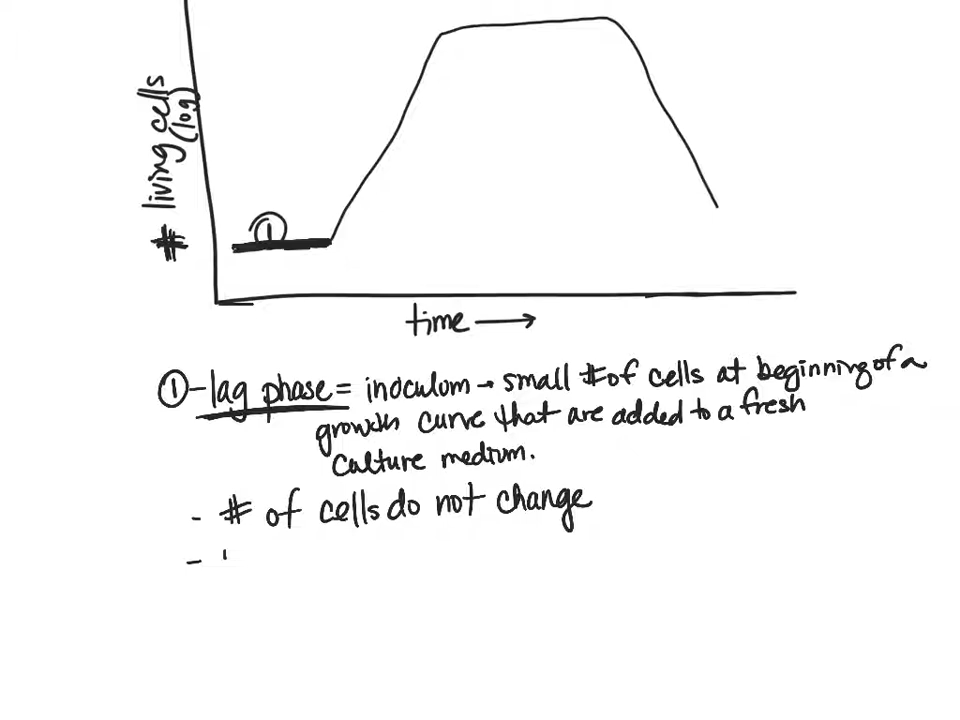 # living cells
(log)
①
time →
①-lag phase = inoculum → small # of cells at beginning of a
growth curve that are added to a fresh
culture medium.
- # of cells do not change
-